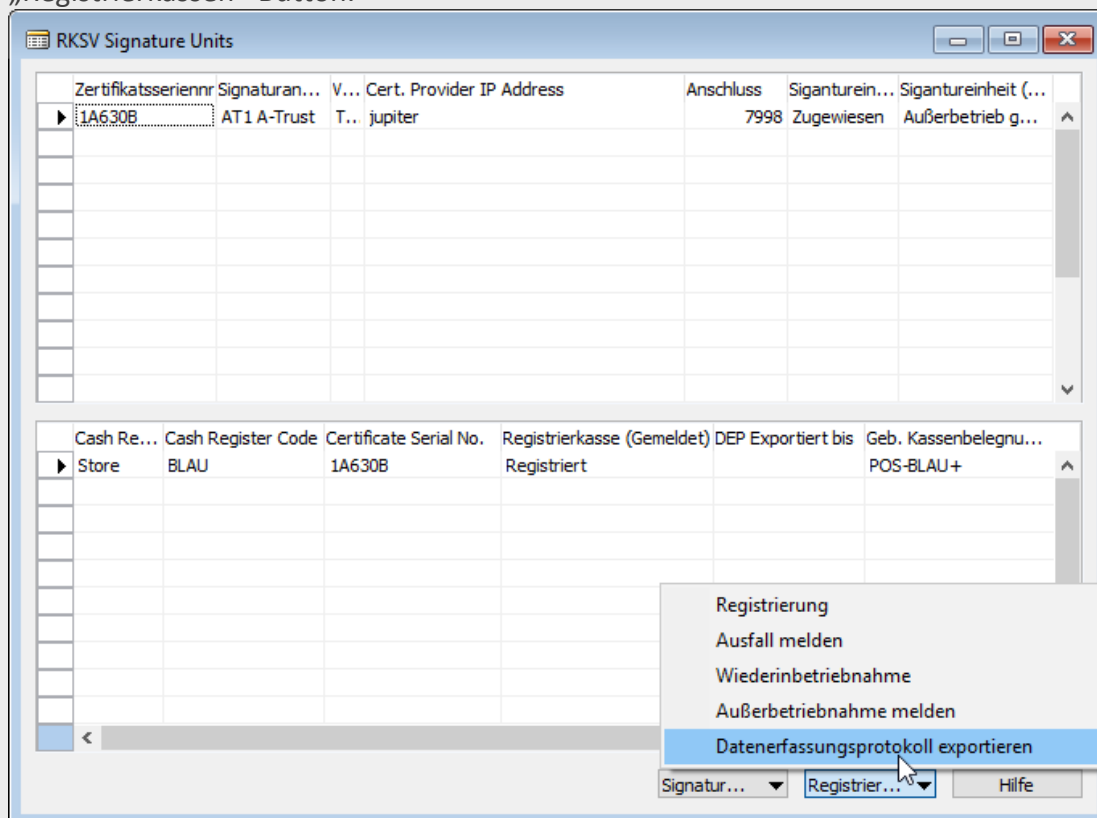 „Registrierkassen“ Button:
RKSV Signature Units
Zertifikatsseriennr Signaturan... V... Cert. Provider IP Address Anschluss Sigantureín... Sigantureinheit (...
1A630B AT1 A-Trust T... jupiter 7998 Zugewiesen Außerbetrieb g...
Cash Re... Cash Register Code Certificate Serial No. Registrierkasse (Gemeldet) DEP Exportiert bis Geb. Kassenbelegnu...
Store BLAU 1A630B Registriert POS-BLAU+
Registrierung
Ausfall melden
Wiederinbetriebnahme
Außerbetriebnahme melden
Datenerfassungsprotokoll exportieren
Signatur... Registrier... Hilfe